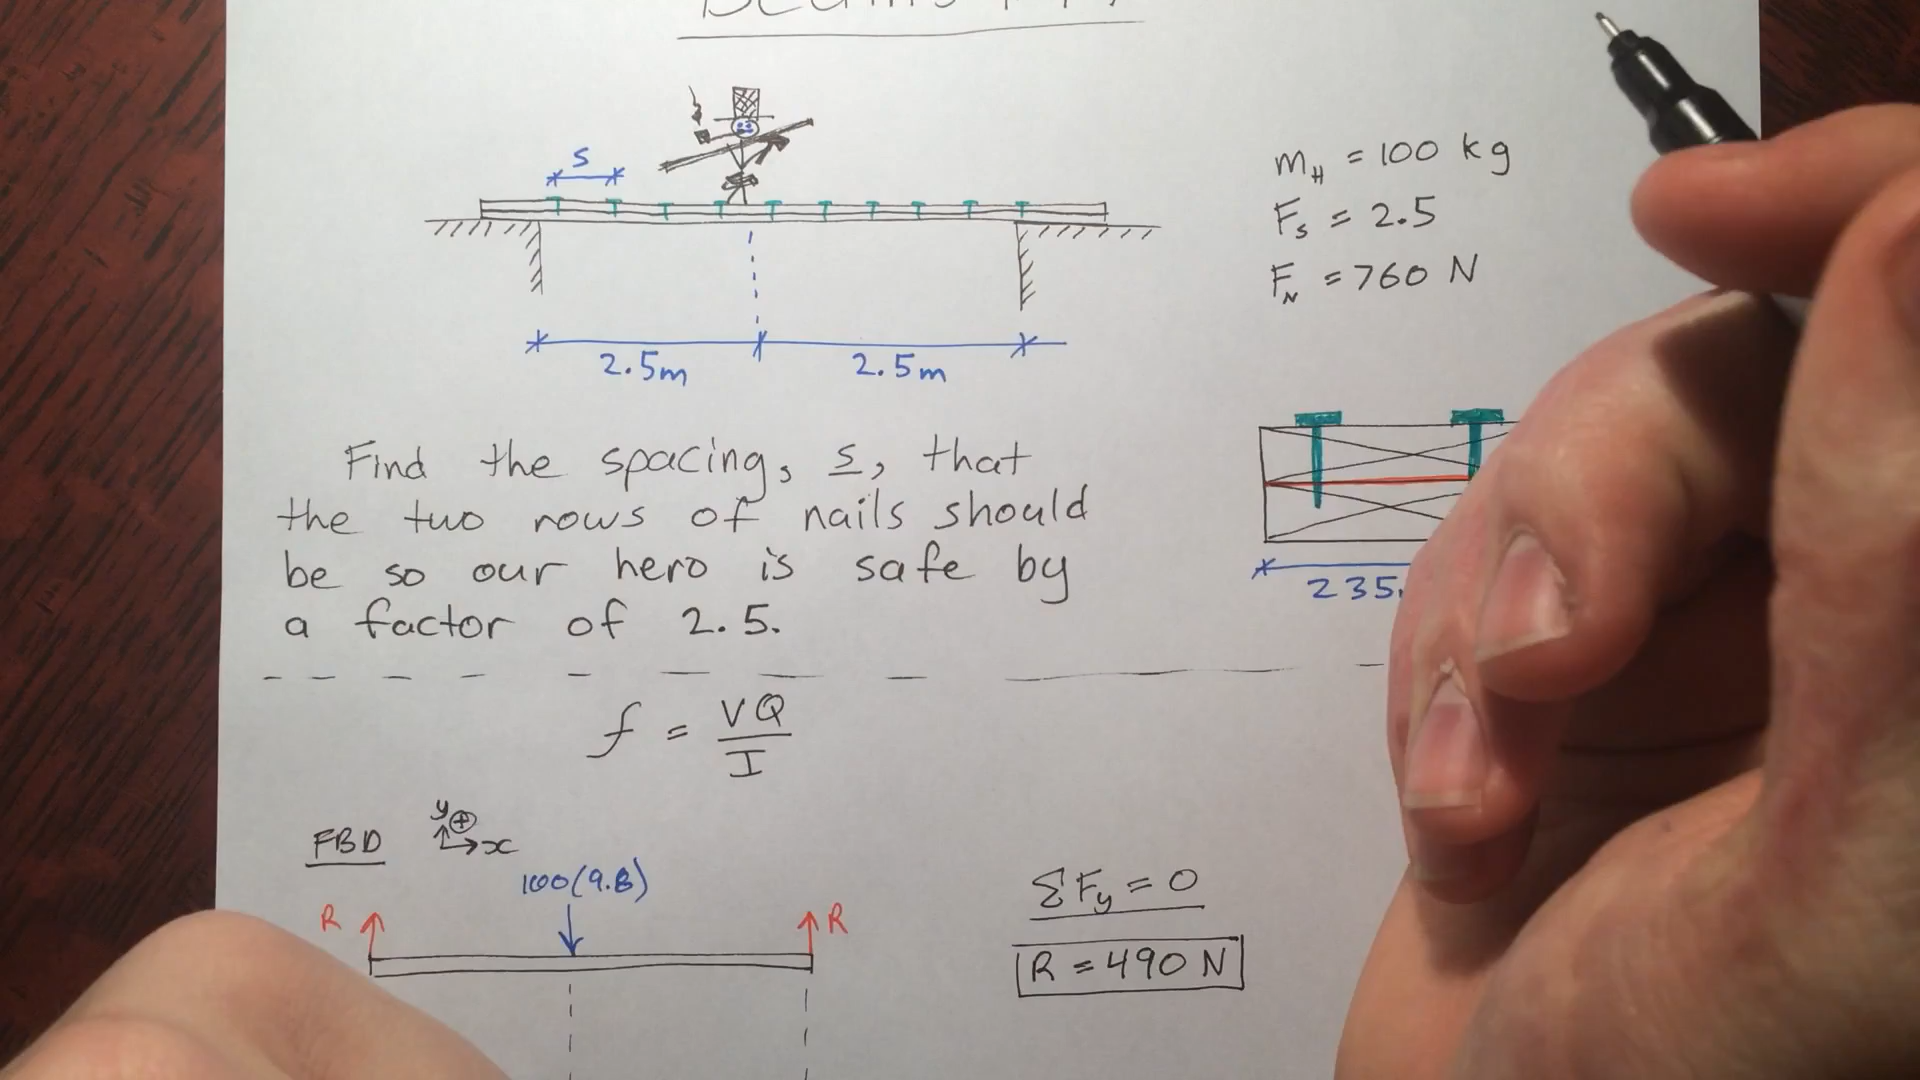 s
2.5m 2.5m
m_H = 100 kg
F_s = 2.5
F_N = 760 N
Find the spacing, s, that
the two rows of nails should
be so our hero is safe by
a factor of 2.5.
235
f = VQ
I
FBD
y
x
100(9.8)
R
R
ΣFy = 0
R = 490 N